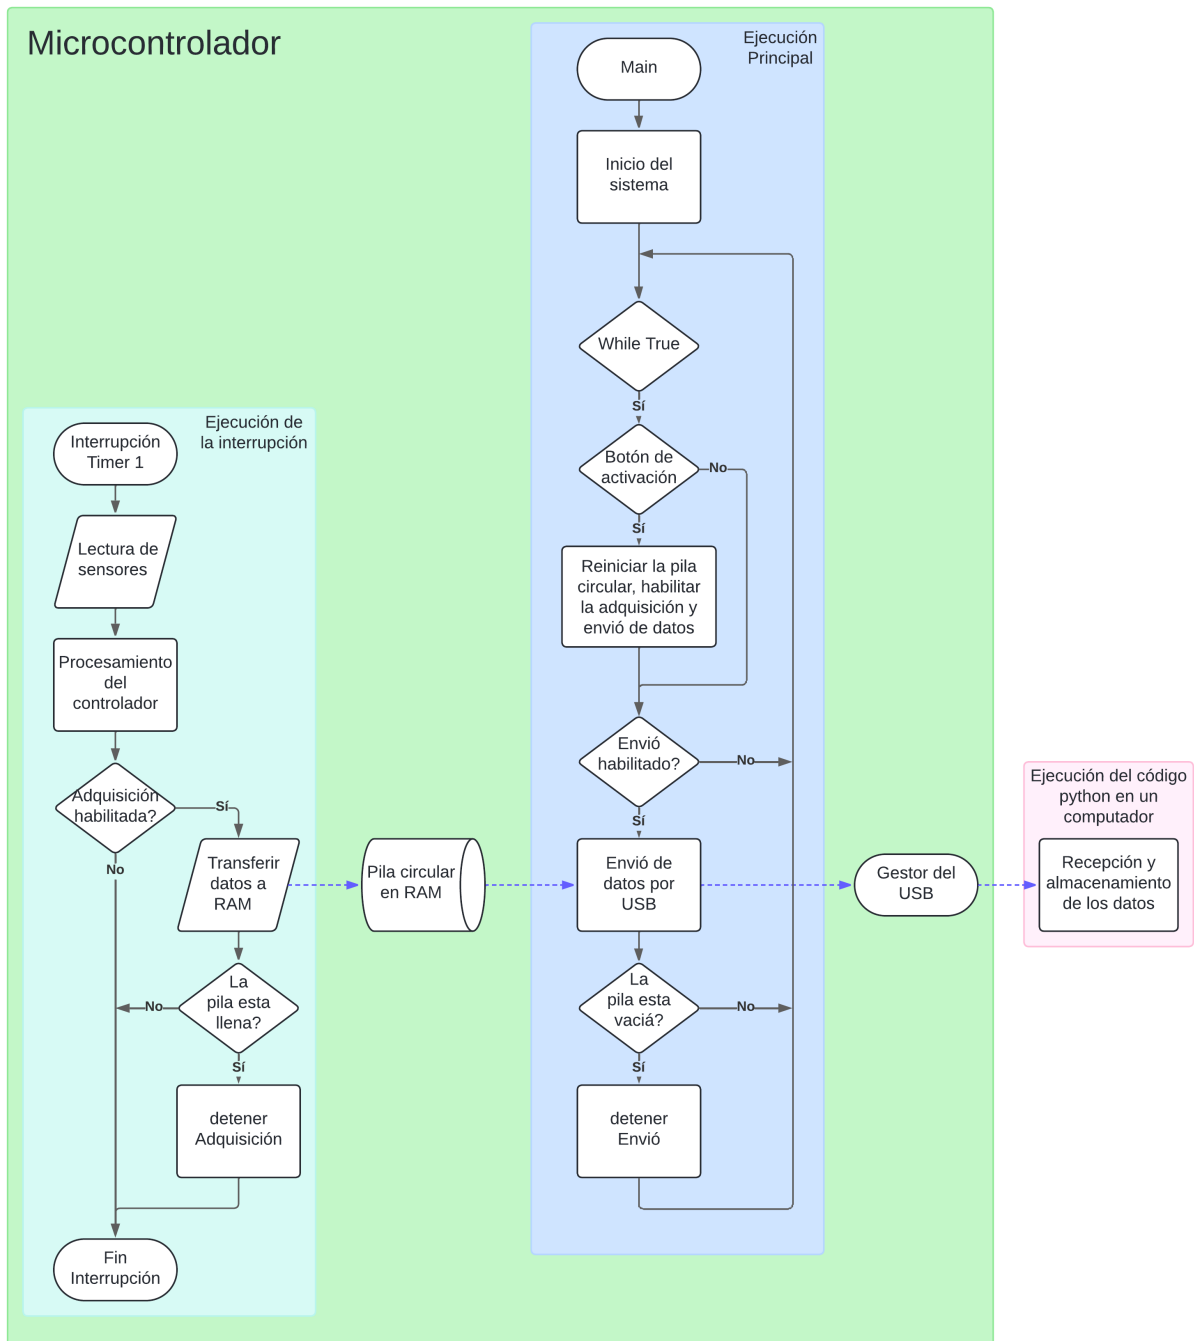 Microcontrolador
Ejecución
Principal
Main
Inicio del
sistema
While True
Sí
Botón de
activación
No
Sí
Reiniciar la pila
circular, habilitar
la adquisición y
envió de datos
Envió
habilitado?
No
Sí
Envió de
datos por
USB
La
pila esta
vaciá?
No
Sí
detener
Envió
Ejecución de
la interrupción
Interrupción
Timer 1
Lectura de
sensores
Procesamiento
del
controlador
Adquisición
habilitada?
Sí
No
Transferir
datos a
RAM
La
pila esta
llena?
No
Sí
detener
Adquisición
Fin
Interrupción
Pila circular
en RAM
Gestor del
USB
Ejecución del código
python en un
computador
Recepción y
almacenamiento
de los datos